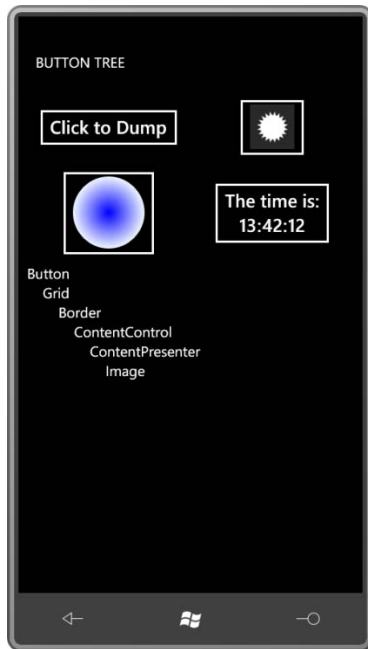 BUTTON TREE
Click to Dump
The time is:
13:42:12
Button
Grid
Border
ContentControl
ContentPresenter
Image